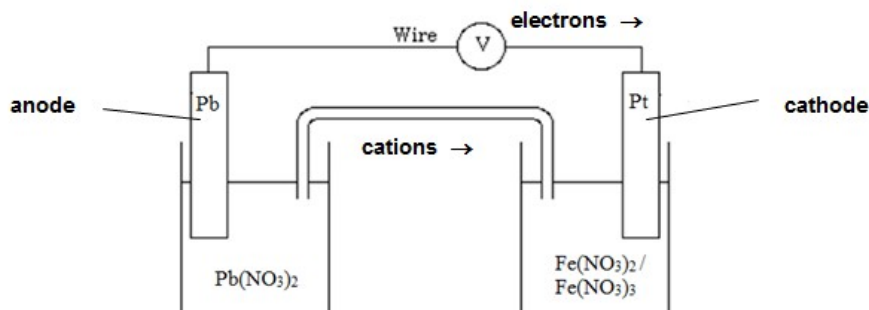 electrons →
Wire
V
anode
Pb
Pt
cathode
cations →
Pb(NO3)2
Fe(NO3)2 /
Fe(NO3)3